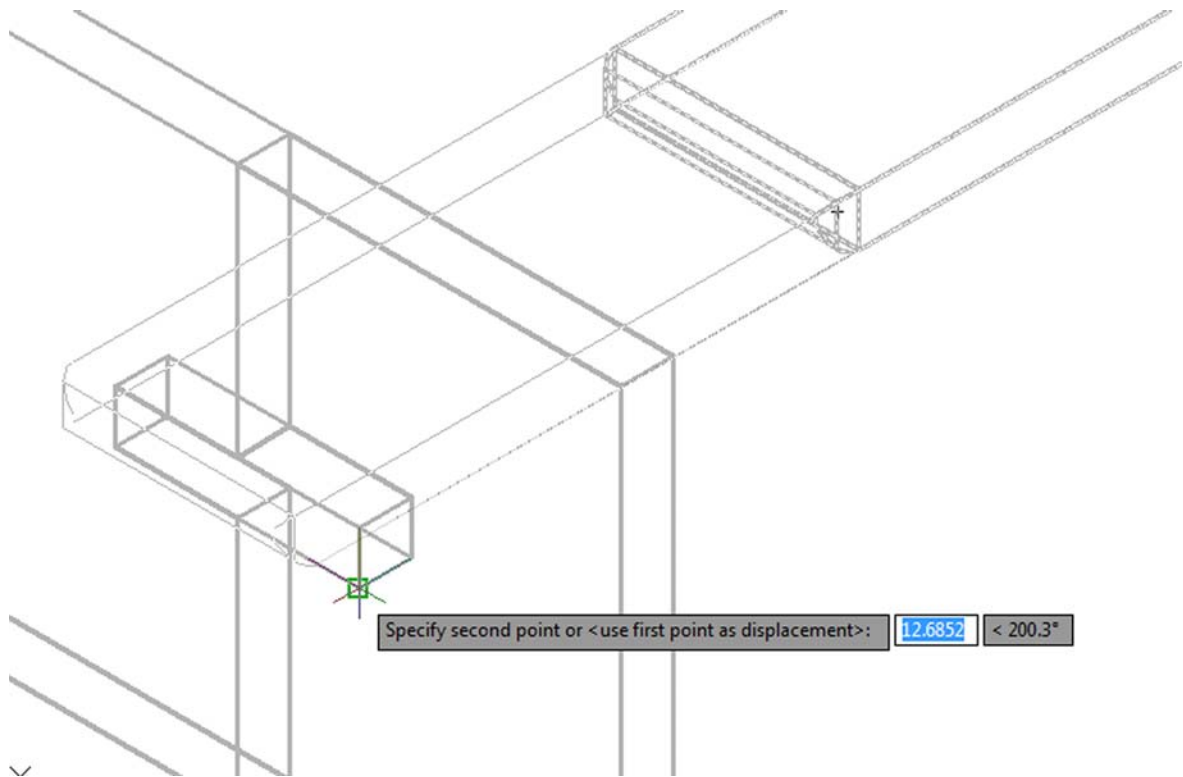 Specify second point or <use first point as displacement>: 12.6852 < 200.3°